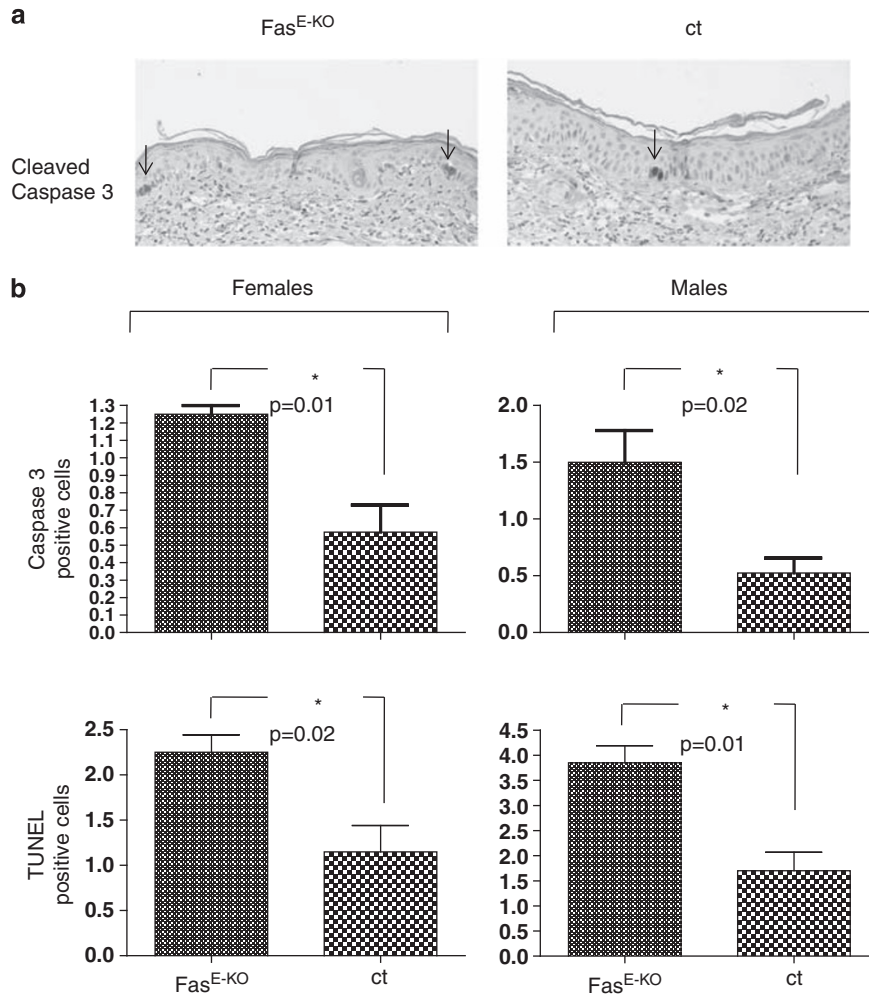 a
Fas^E-KO
ct
Cleaved
Caspase 3
b
Females
Males
*
p=0.01
*
p=0.02
Caspase 3
positive cells
1.3
1.2
1.1
1.0
0.9
0.8
0.7
0.6
0.5
0.4
0.3
0.2
0.1
0.0
2.0
1.5
1.0
0.5
0.0
*
p=0.02
*
p=0.01
TUNEL
positive cells
2.5
2.0
1.5
1.0
0.5
0.0
4.5
4.0
3.5
3.0
2.5
2.0
1.5
1.0
0.5
0.0
Fas^E-KO
ct
Fas^E-KO
ct